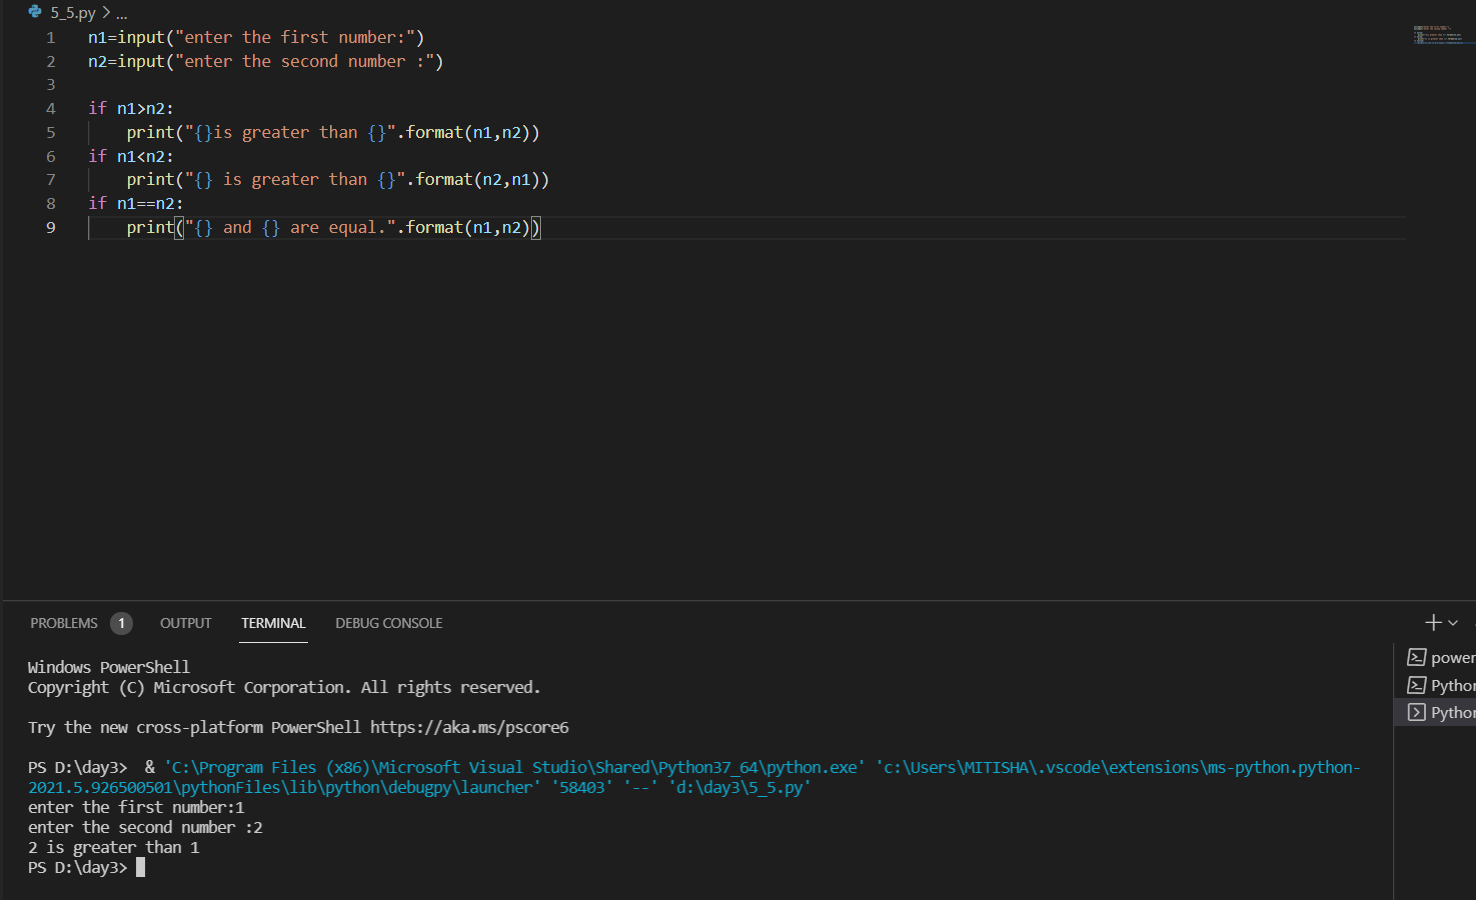 5_5.py > ...
1 n1=input("enter the first number:")
2 n2=input("enter the second number :")
3
4 if n1>n2:
5     print("{}is greater than {}".format(n1,n2))
6 if n1<n2:
7     print("{} is greater than {}".format(n2,n1))
8 if n1==n2:
9     print("{} and {} are equal.".format(n1,n2))
PROBLEMS 1 OUTPUT TERMINAL DEBUG CONSOLE
Windows PowerShell
Copyright (C) Microsoft Corporation. All rights reserved.
Try the new cross-platform PowerShell https://aka.ms/pscore6
PS D:\day3>  & 'C:\Program Files (x86)\Microsoft Visual Studio\Shared\Python37_64\python.exe' 'c:\Users\MITISHA\.vscode\extensions\ms-python.python-
2021.5.926500501\pythonFiles\lib\python\debugpy\launcher' '58403' '--' 'd:\day3\5_5.py'
enter the first number:1
enter the second number :2
2 is greater than 1
PS D:\day3>
power
Python
Python